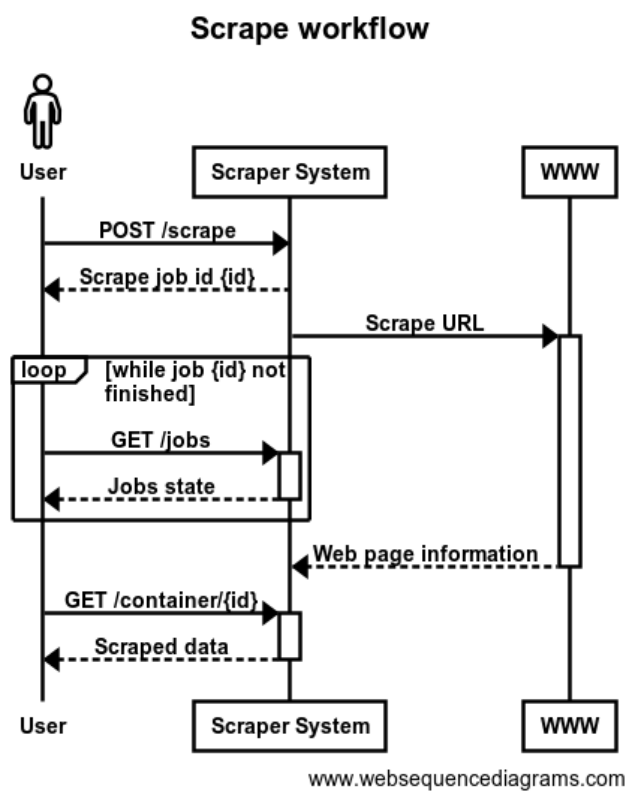 Scrape workflow
User
Scraper System
WWW
POST /scrape
Scrape job id {id}
Scrape URL
loop
[while job {id} not
finished]
GET /jobs
Jobs state
Web page information
GET /container/{id}
Scraped data
User
Scraper System
WWW
www.websequencediagrams.com